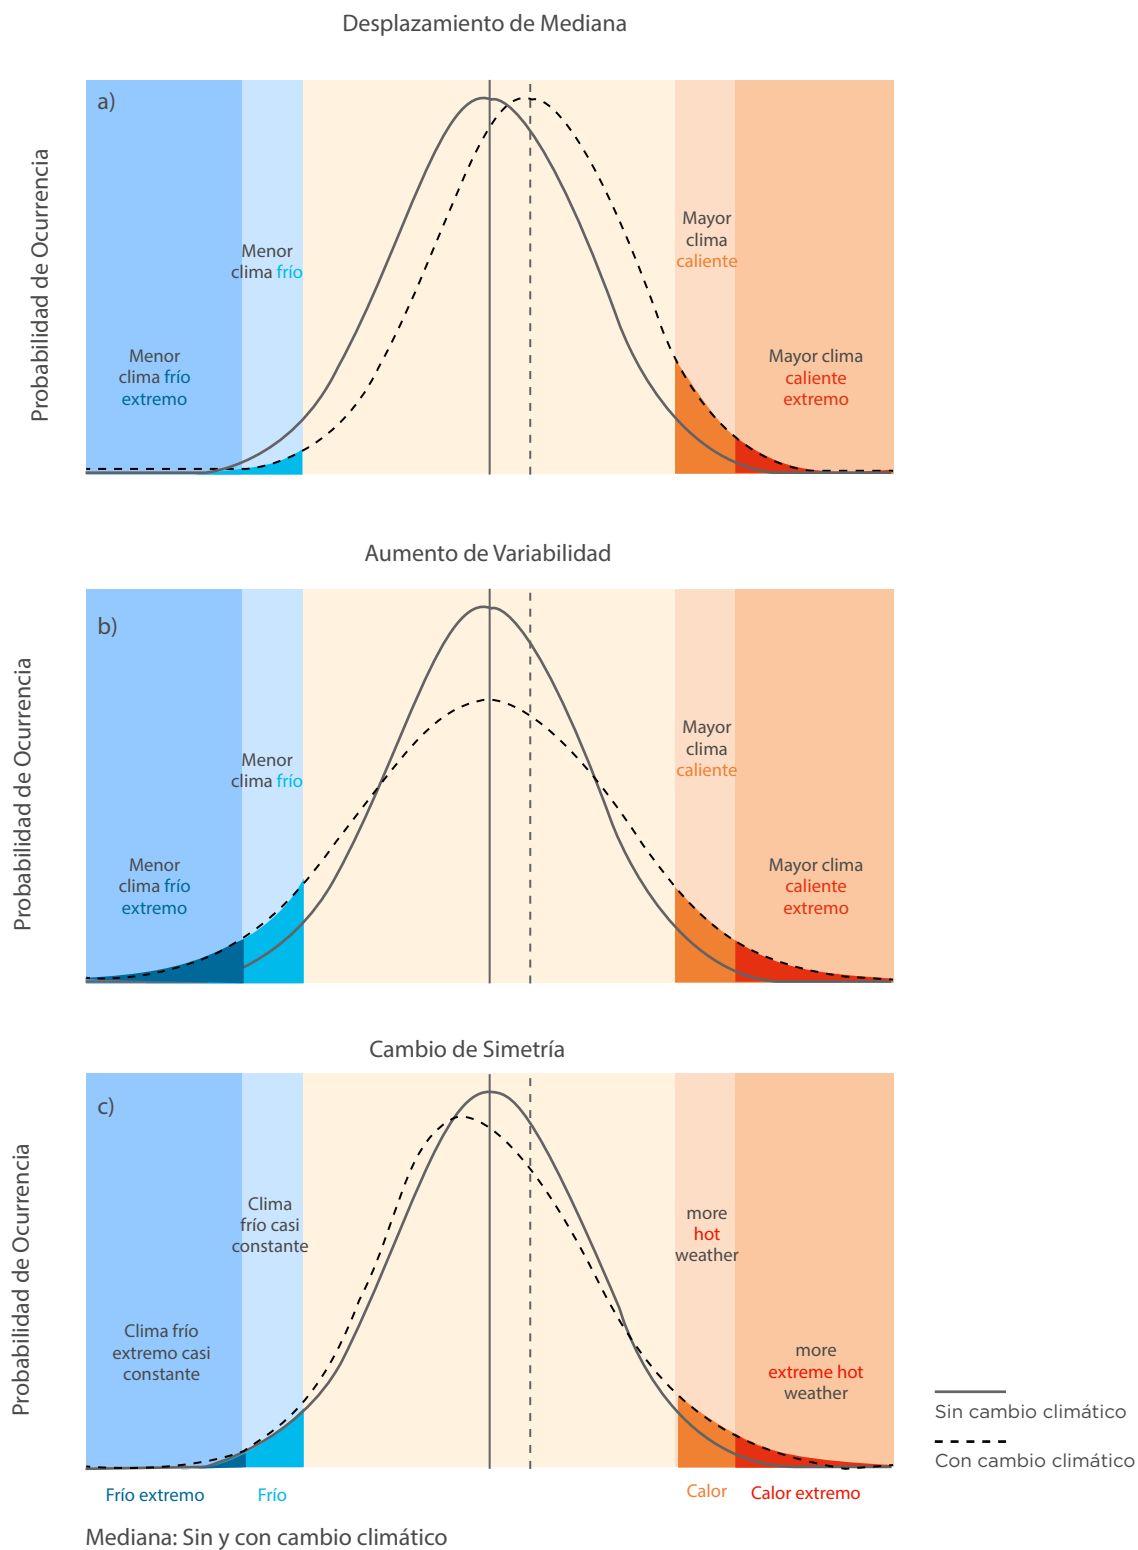 Desplazamiento de Mediana
Probabilidad de Ocurrencia
a)
Menor
clima frío
extremo
Menor
clima frío
Mayor
clima
caliente
Mayor clima
caliente
extremo
Aumento de Variabilidad
Probabilidad de Ocurrencia
b)
Menor
clima frío
extremo
Menor
clima frío
Mayor
clima
caliente
Mayor clima
caliente
extremo
Cambio de Simetría
Probabilidad de Ocurrencia
c)
Clima frío
extremo casi
constante
Clima
frío casi
constante
more
hot
weather
more
extreme hot
weather
Sin cambio climático
Con cambio climático
Frío extremo
Frío
Calor
Calor extremo
Mediana: Sin y con cambio climático